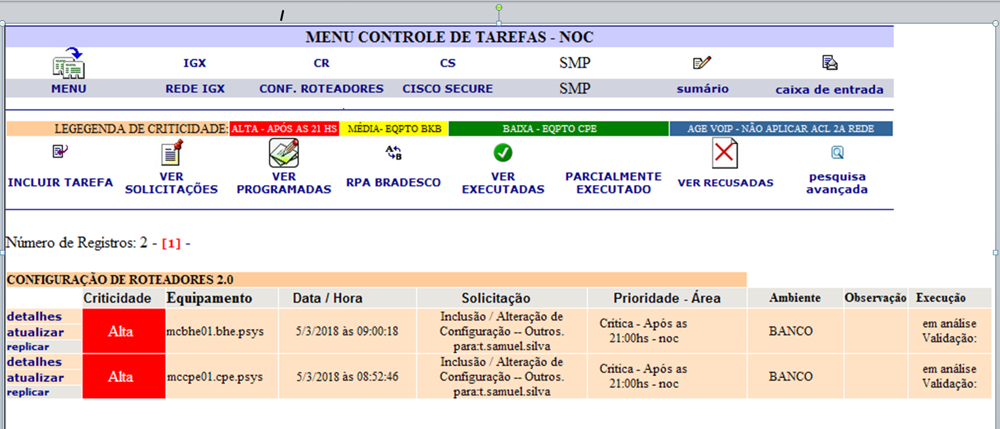 MENU CONTROLE DE TAREFAS - NOC
IGX CR CS SMP
MENU REDE IGX CONF. ROTEADORES CISCO SECURE SMP sumário caixa de entrada
LEGEGENDA DE CRITICIDADE: ALTA - APÓS AS 21 HS MÉDIA- EQPTO BKB BAIXA - EQPTO CPE AGE VOIP - NÃO APLICAR ACL 2A REDE
A
B
INCLUIR TAREFA
VER
SOLICITAÇÕES
VER
PROGRAMADAS
RPA BRADESCO
VER
EXECUTADAS
PARCIALMENTE
EXECUTADO
VER RECUSADAS
pesquisa
avançada
Número de Registros: 2 - [1] -
CONFIGURAÇÃO DE ROTEADORES 2.0
Criticidade Equipamento Data / Hora Solicitação Prioridade - Área Ambiente Observação Execução
detalhes
atualizar
replicar
Alta
mcbhe01.bhe.psys
5/3/2018 às 09:00:18
Inclusão / Alteração de
Configuração -- Outros.
para:t.samuel.silva
Crítica - Após as
21:00hs - noc
BANCO
em análise
Validação:
detalhes
atualizar
replicar
Alta
mccpe01.cpe.psys
5/3/2018 às 08:52:46
Inclusão / Alteração de
Configuração -- Outros.
para:t.samuel.silva
Crítica - Após as
21:00hs - noc
BANCO
em análise
Validação: